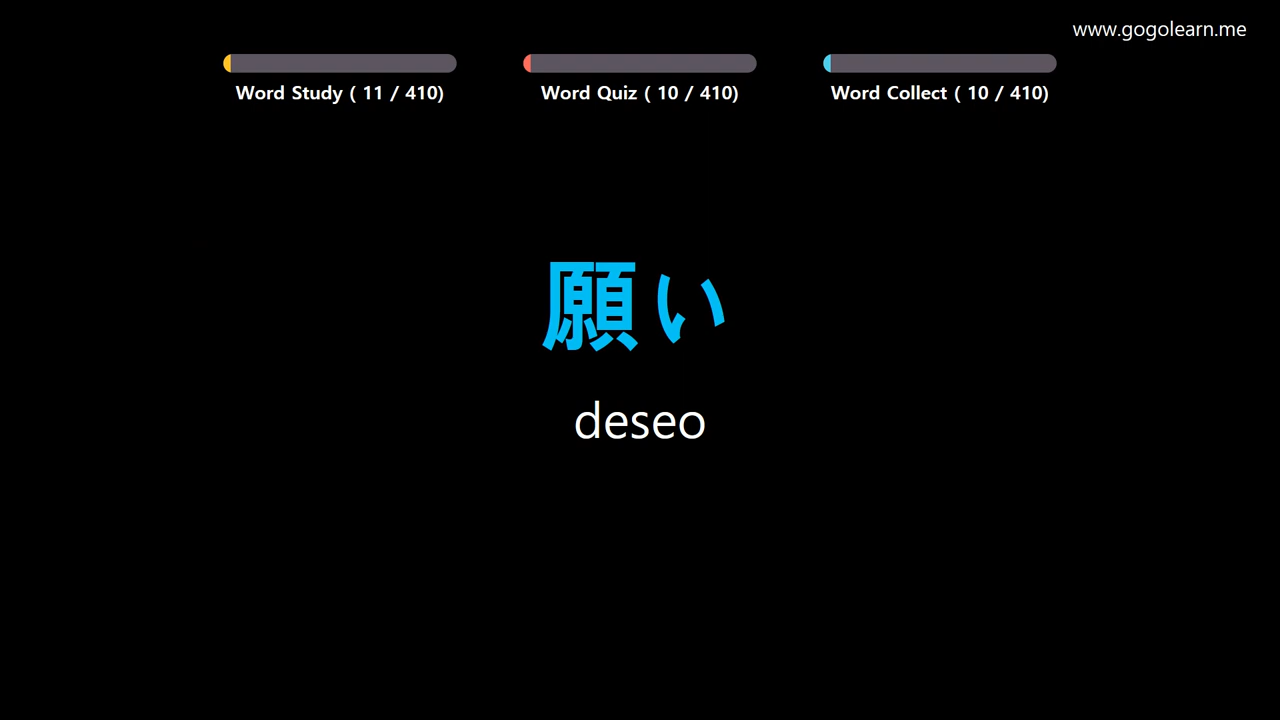 www.gogolearn.me
Word Study ( 11 / 410)
Word Quiz ( 10 / 410)
Word Collect ( 10 / 410)
願い
deseo